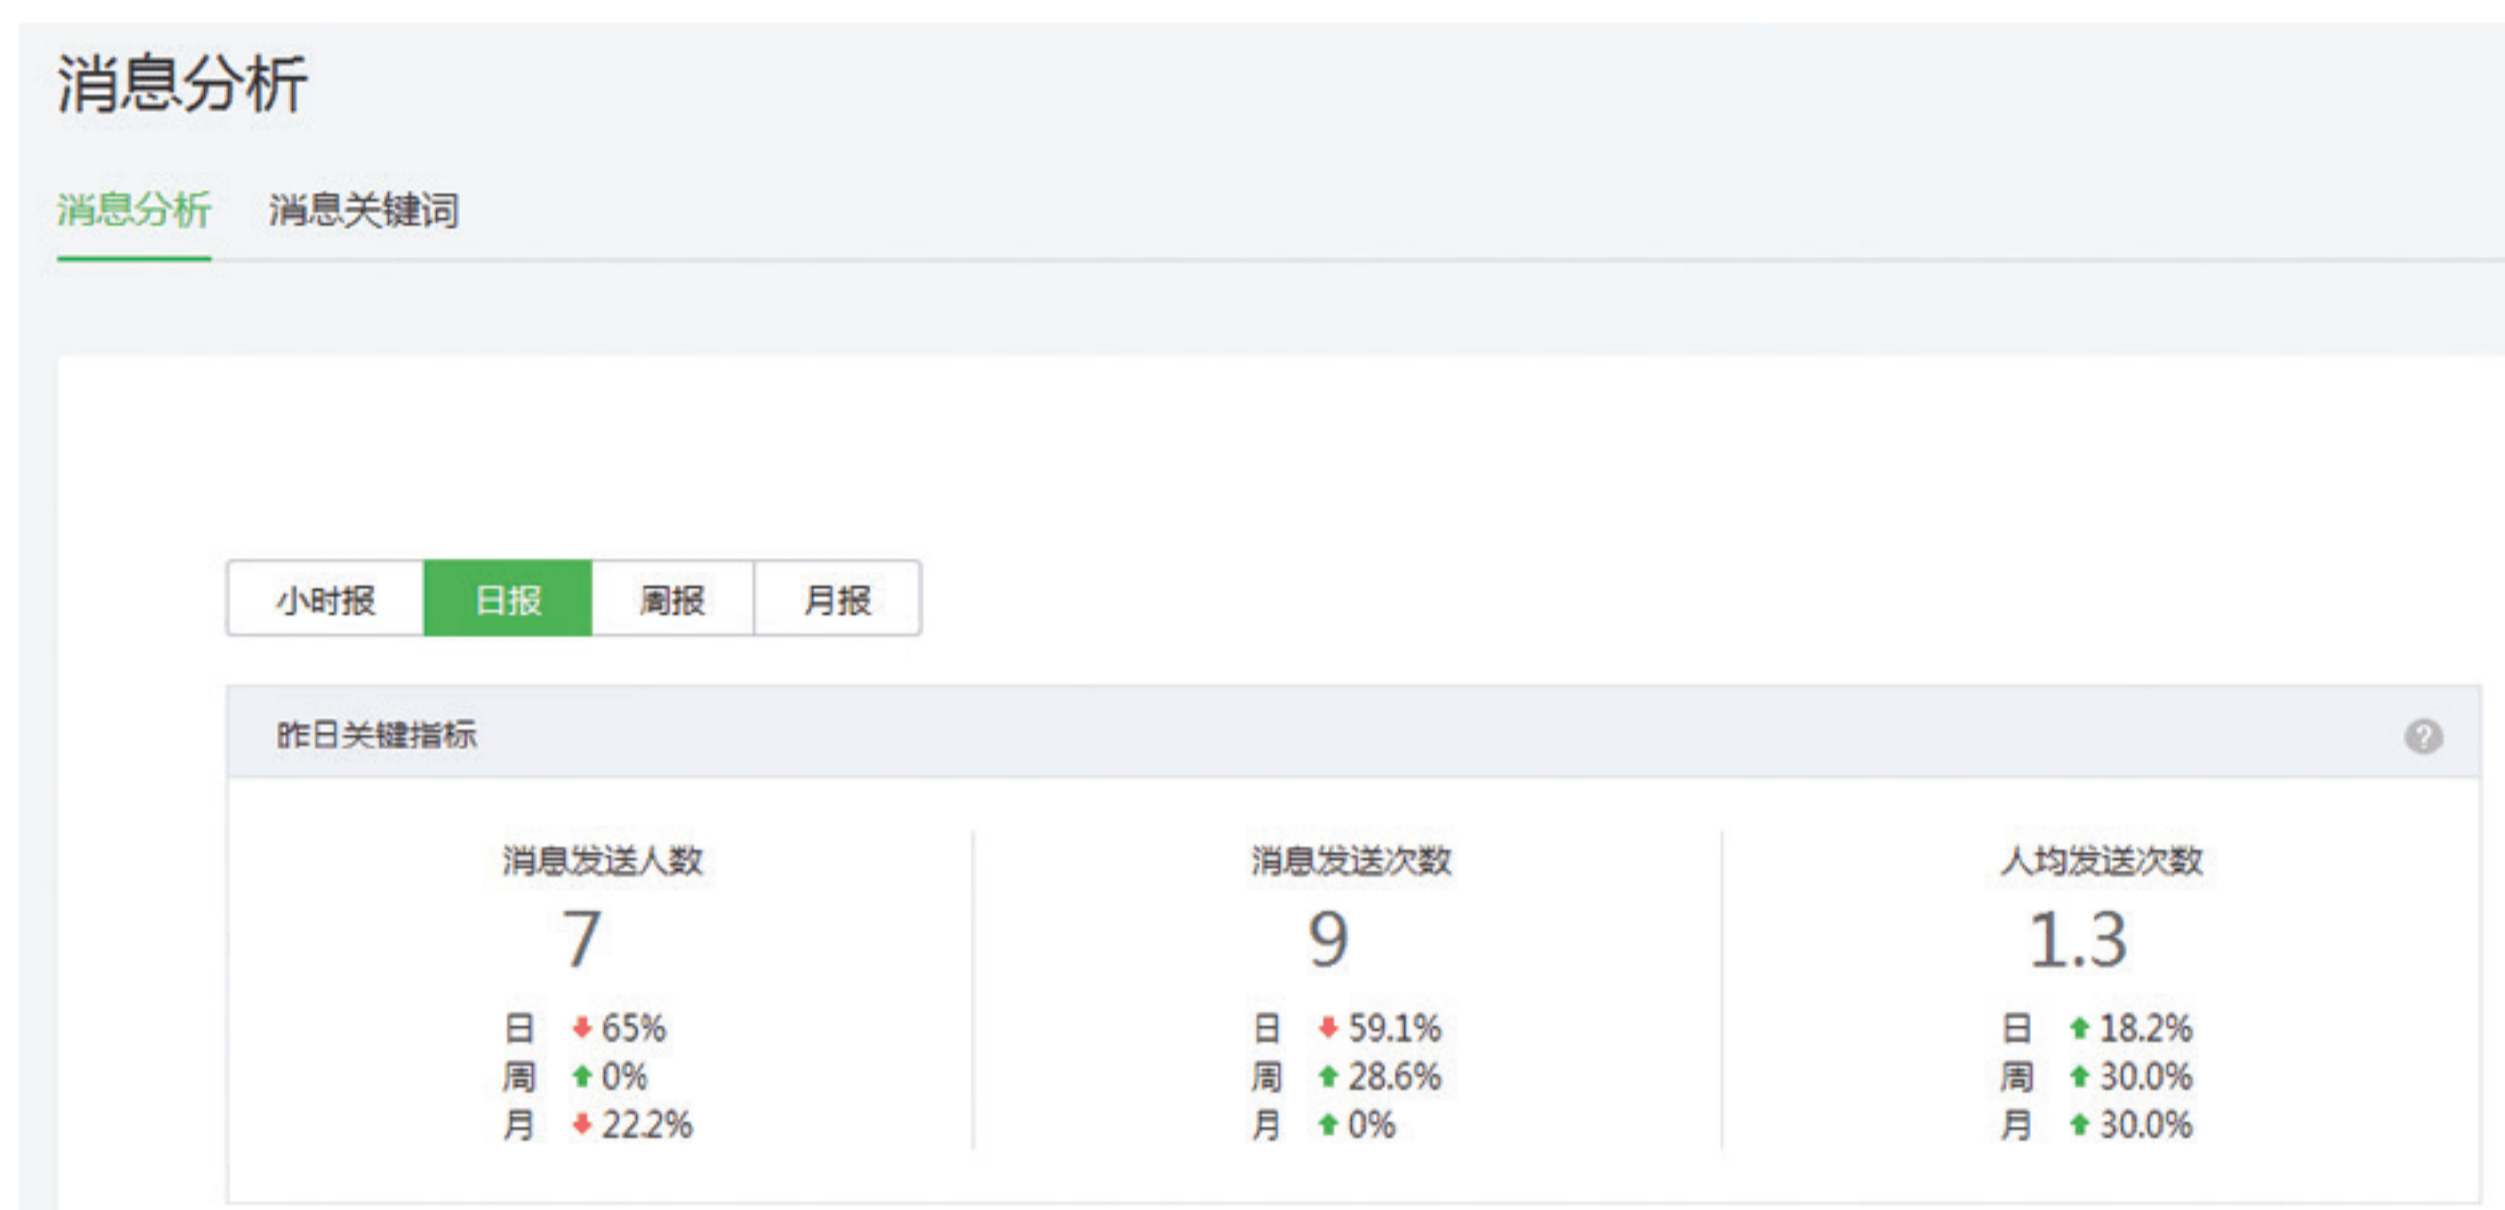 消息分析
消息分析 消息关键词
小时报 日报 周报 月报
昨日关键指标 ?
消息发送人数 消息发送次数 人均发送次数
7 9 1.3
日 65% 日 59.1% 日 18.2%
周 0% 周 28.6% 周 30.0%
月 22.2% 月 0% 月 30.0%